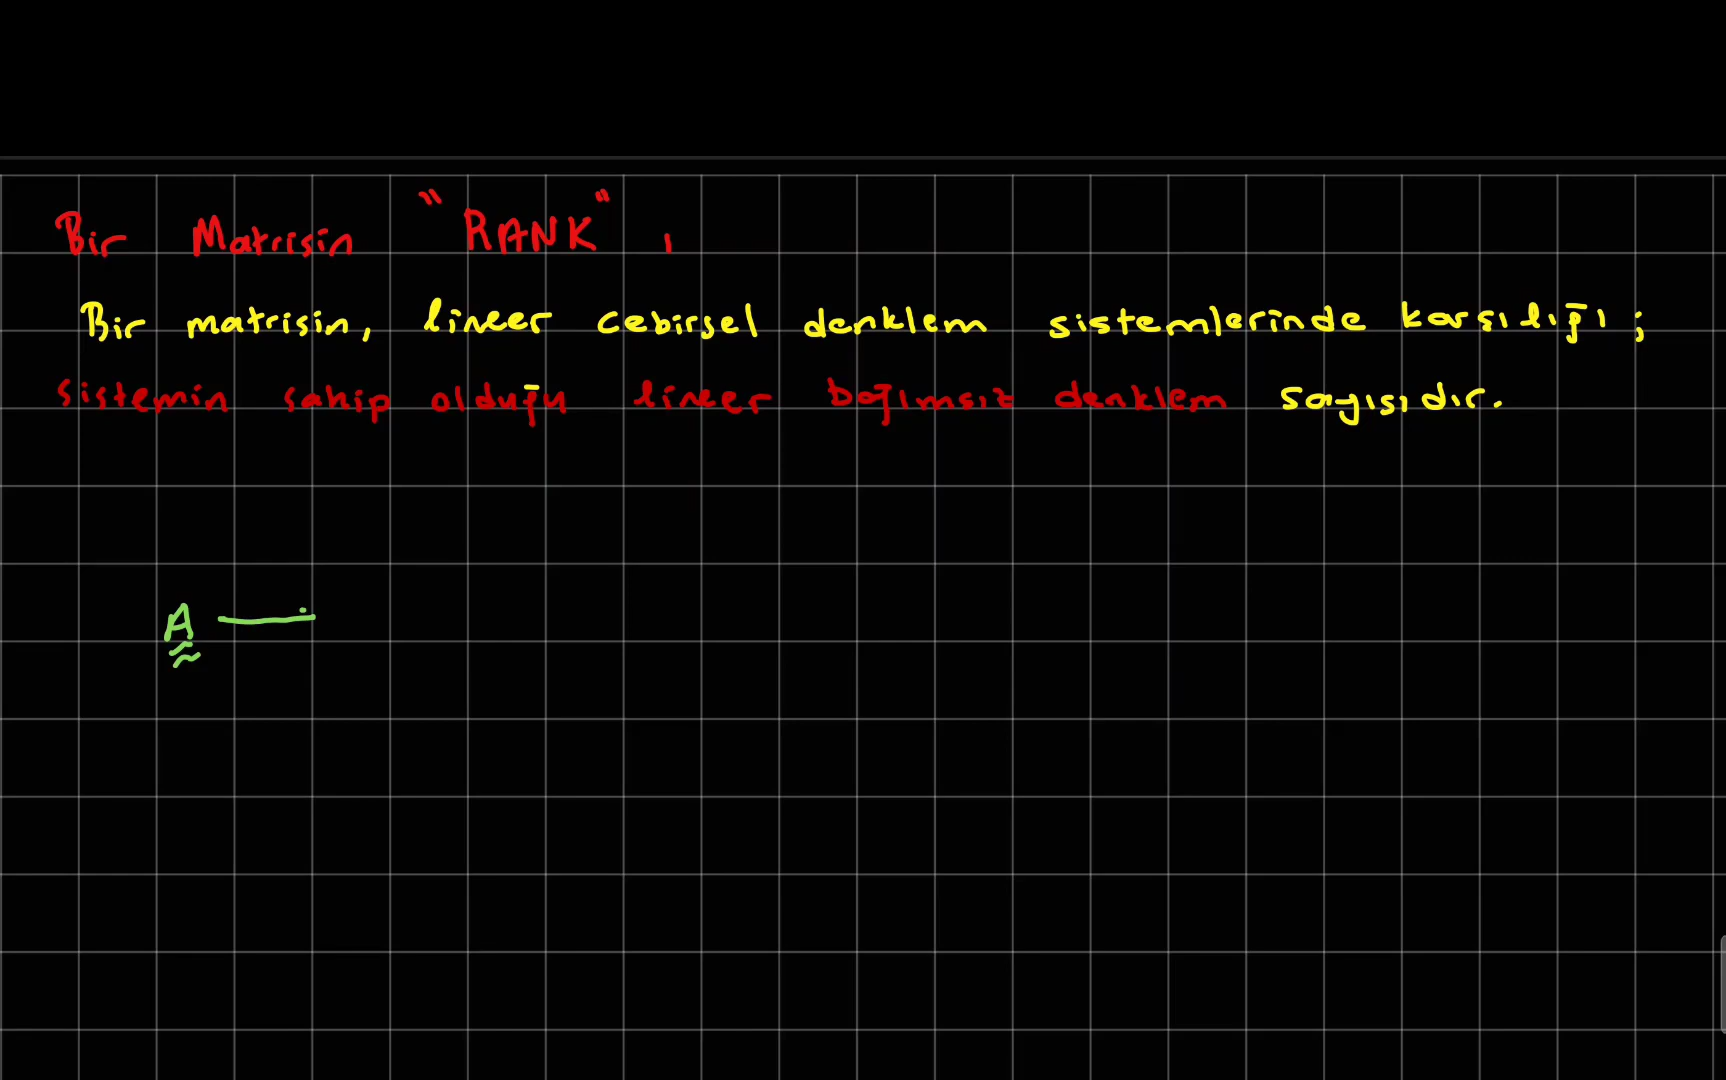 Bir Matrisin "RANK" ı
Bir matrisin, lineer cebirsel denklem sistemlerinde karşılığı;
sistemin sahip olduğu lineer bağımsız denklem sayısıdır.
A